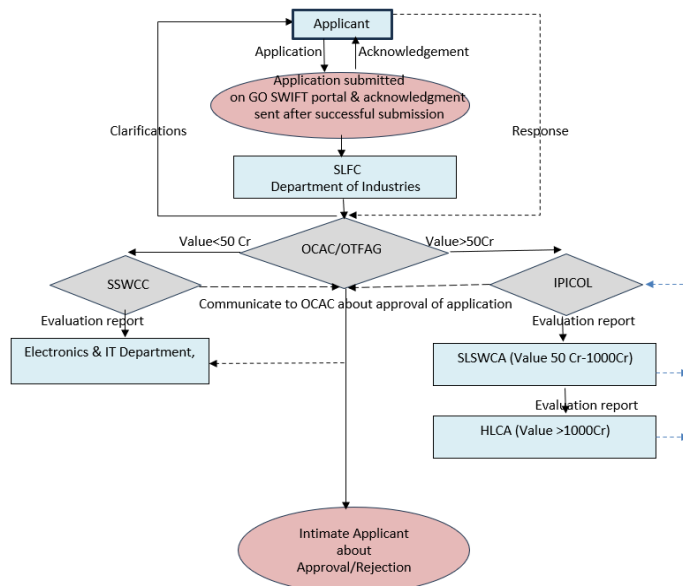 Applicant
Application
Acknowledgement
Application submitted
on GO SWIFT portal & acknowledgment
sent after successful submission
Clarifications
Response
SLFC
Department of Industries
Value<50 Cr
OCAC/OTFAG
Value>50Cr
SSWCC
IPICOL
Communicate to OCAC about approval of application
Evaluation report
Evaluation report
Electronics & IT Department,
SLSWCA (Value 50 Cr-1000Cr)
Evaluation report
HLCA (Value >1000Cr)
Intimate Applicant
about
Approval/Rejection